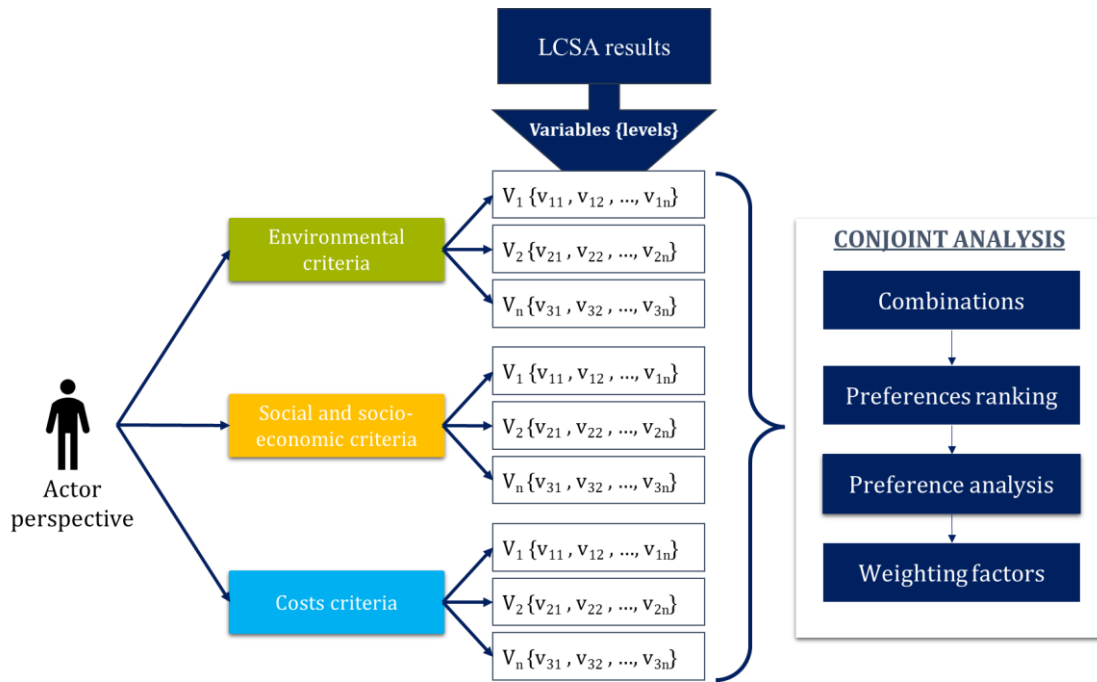 LCSA results
Variables {levels}
V₁ {v₁₁ , v₁₂ , ..., v₁ₙ}
V₂ {v₂₁ , v₂₂ , ..., v₂ₙ}
Vₙ {v₃₁ , v₃₂ , ..., v₃ₙ}
Environmental
criteria
V₁ {v₁₁ , v₁₂ , ..., v₁ₙ}
V₂ {v₂₁ , v₂₂ , ..., v₂ₙ}
Vₙ {v₃₁ , v₃₂ , ..., v₃ₙ}
Social and socio-
economic criteria
V₁ {v₁₁ , v₁₂ , ..., v₁ₙ}
V₂ {v₂₁ , v₂₂ , ..., v₂ₙ}
Vₙ {v₃₁ , v₃₂ , ..., v₃ₙ}
Costs criteria
Actor
perspective
CONJOINT ANALYSIS
Combinations
Preferences ranking
Preference analysis
Weighting factors